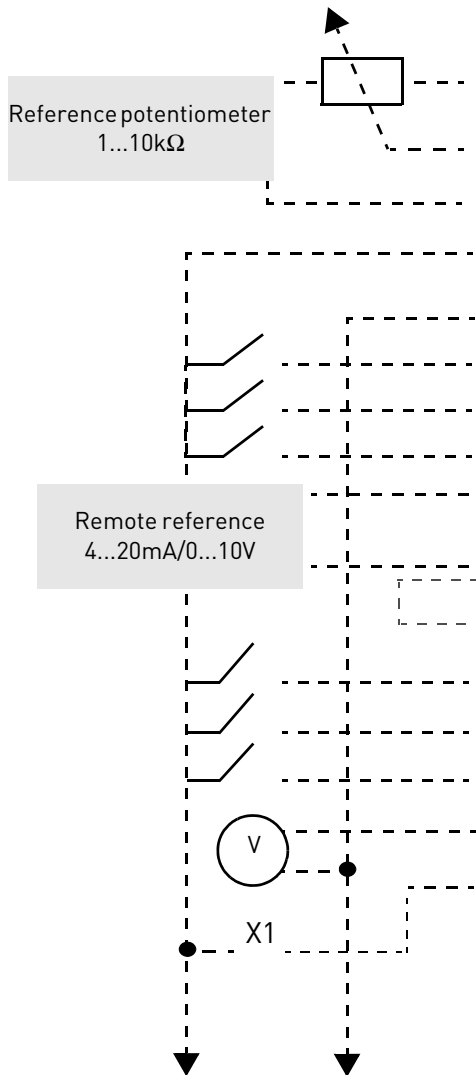 Reference potentiometer
1...10kΩ
Remote reference
4...20mA/0...10V
V
X1